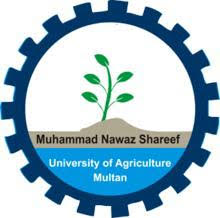 Muhammad Nawaz Shareef
University of Agriculture
Multan